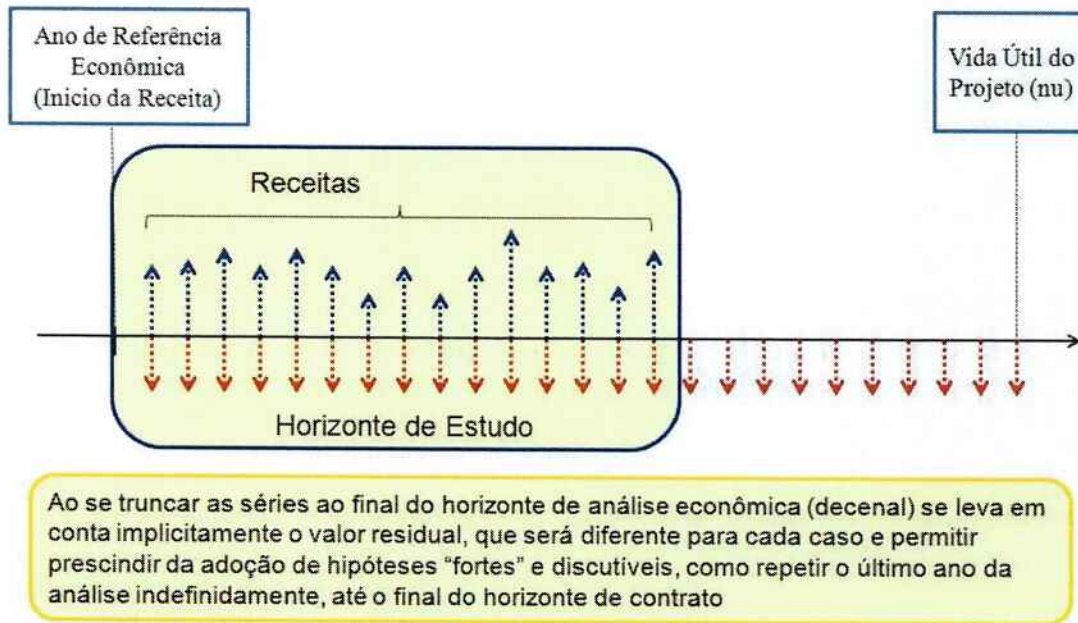 Ano de Referência
Econômica
(Inicio da Receita)
Vida Útil do
Projeto (nu)
Receitas
Horizonte de Estudo
Ao se truncar as séries ao final do horizonte de análise econômica (decenal) se leva em
conta implicitamente o valor residual, que será diferente para cada caso e permitir
prescindir da adoção de hipóteses “fortes” e discutíveis, como repetir o último ano da
análise indefinidamente, até o final do horizonte de contrato